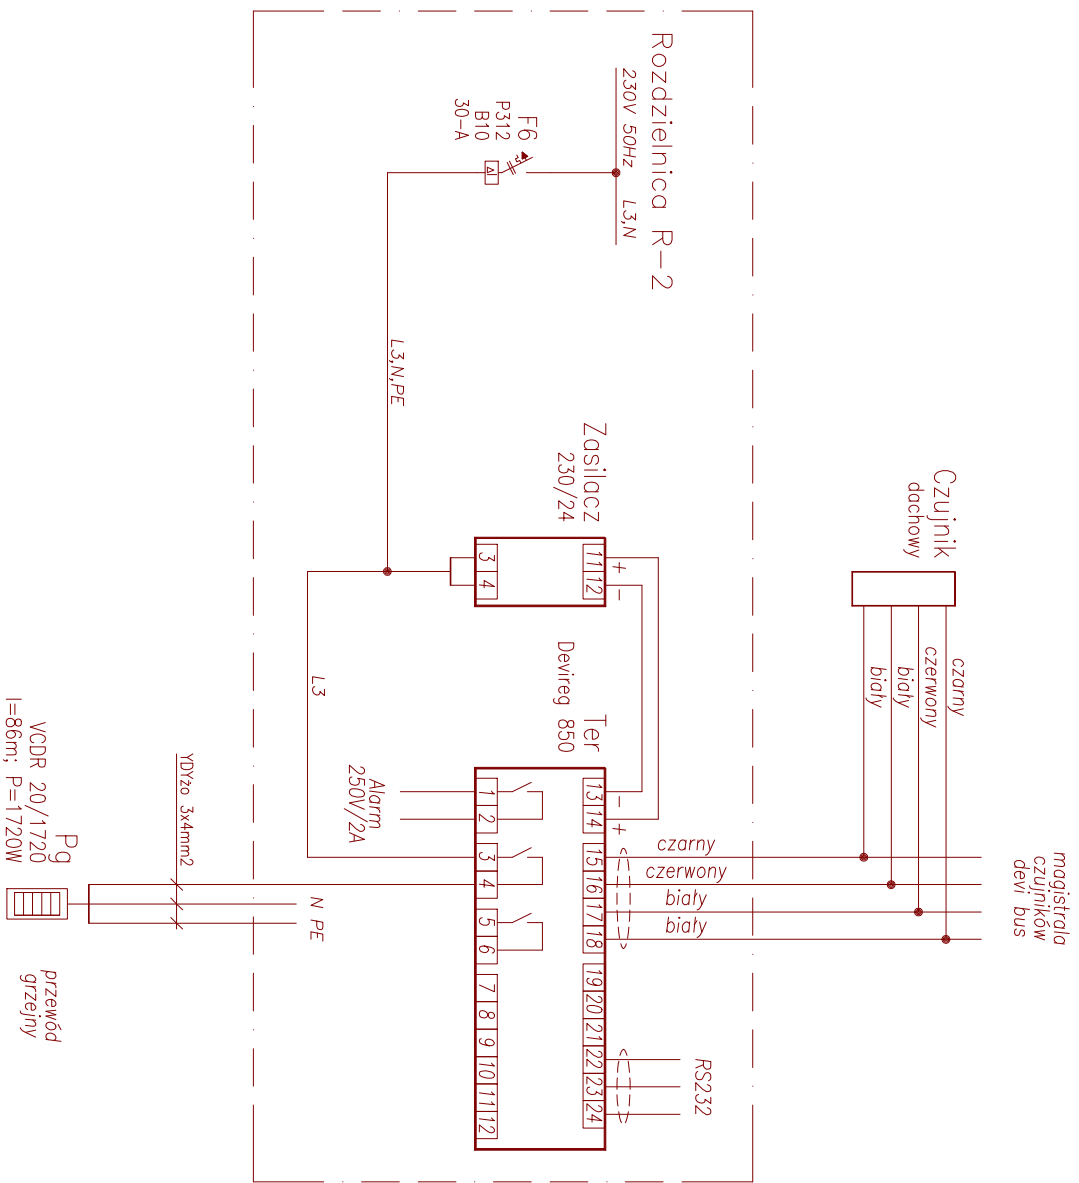 Rozdzielnica R-2
230V 50Hz
L3,N
F6
P312
B10
30-A
L3,N,PE
Zasilacz
230/24
11 12
+ -
3 4
Czujnik
dachowy
czarny
czerwony
biały
biały
Ter
Devireg 850
13 14 15 16 17 18 19 20 21 22 23 24
- +
1 2 3 4 5 6 7 8 9 10 11 12
czarny
czerwony
biały
biały
magistrala
czujników
devi bus
RS232
L3
Alarm
250V/2A
YDYżo 3x4mm2
N
PE
Pg
VCDR 20/1720
l=86m; P=1720W
przewód
grzejny